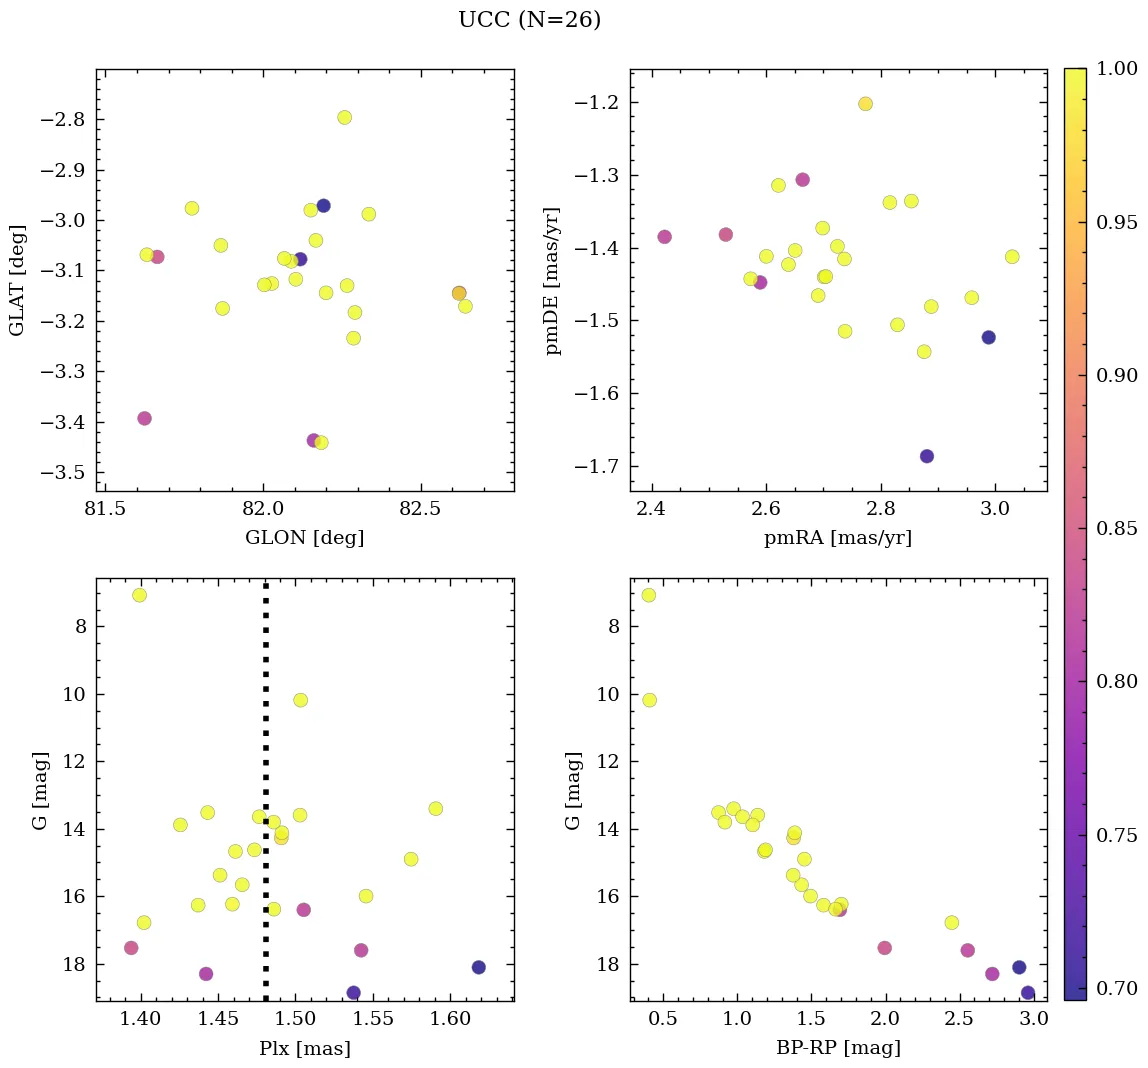 UCC (N=26)
−2.8
−2.9
−3.0
−3.1
−3.2
−3.3
−3.4
−3.5
GLAT [deg]
81.5 82.0 82.5
GLON [deg]
−1.2
−1.3
−1.4
−1.5
−1.6
−1.7
pmDE [mas/yr]
2.4 2.6 2.8 3.0
pmRA [mas/yr]
8
10
12
14
16
18
G [mag]
1.40 1.45 1.50 1.55 1.60
Plx [mas]
8
10
12
14
16
18
G [mag]
0.5 1.0 1.5 2.0 2.5 3.0
BP-RP [mag]
1.00
0.95
0.90
0.85
0.80
0.75
0.70